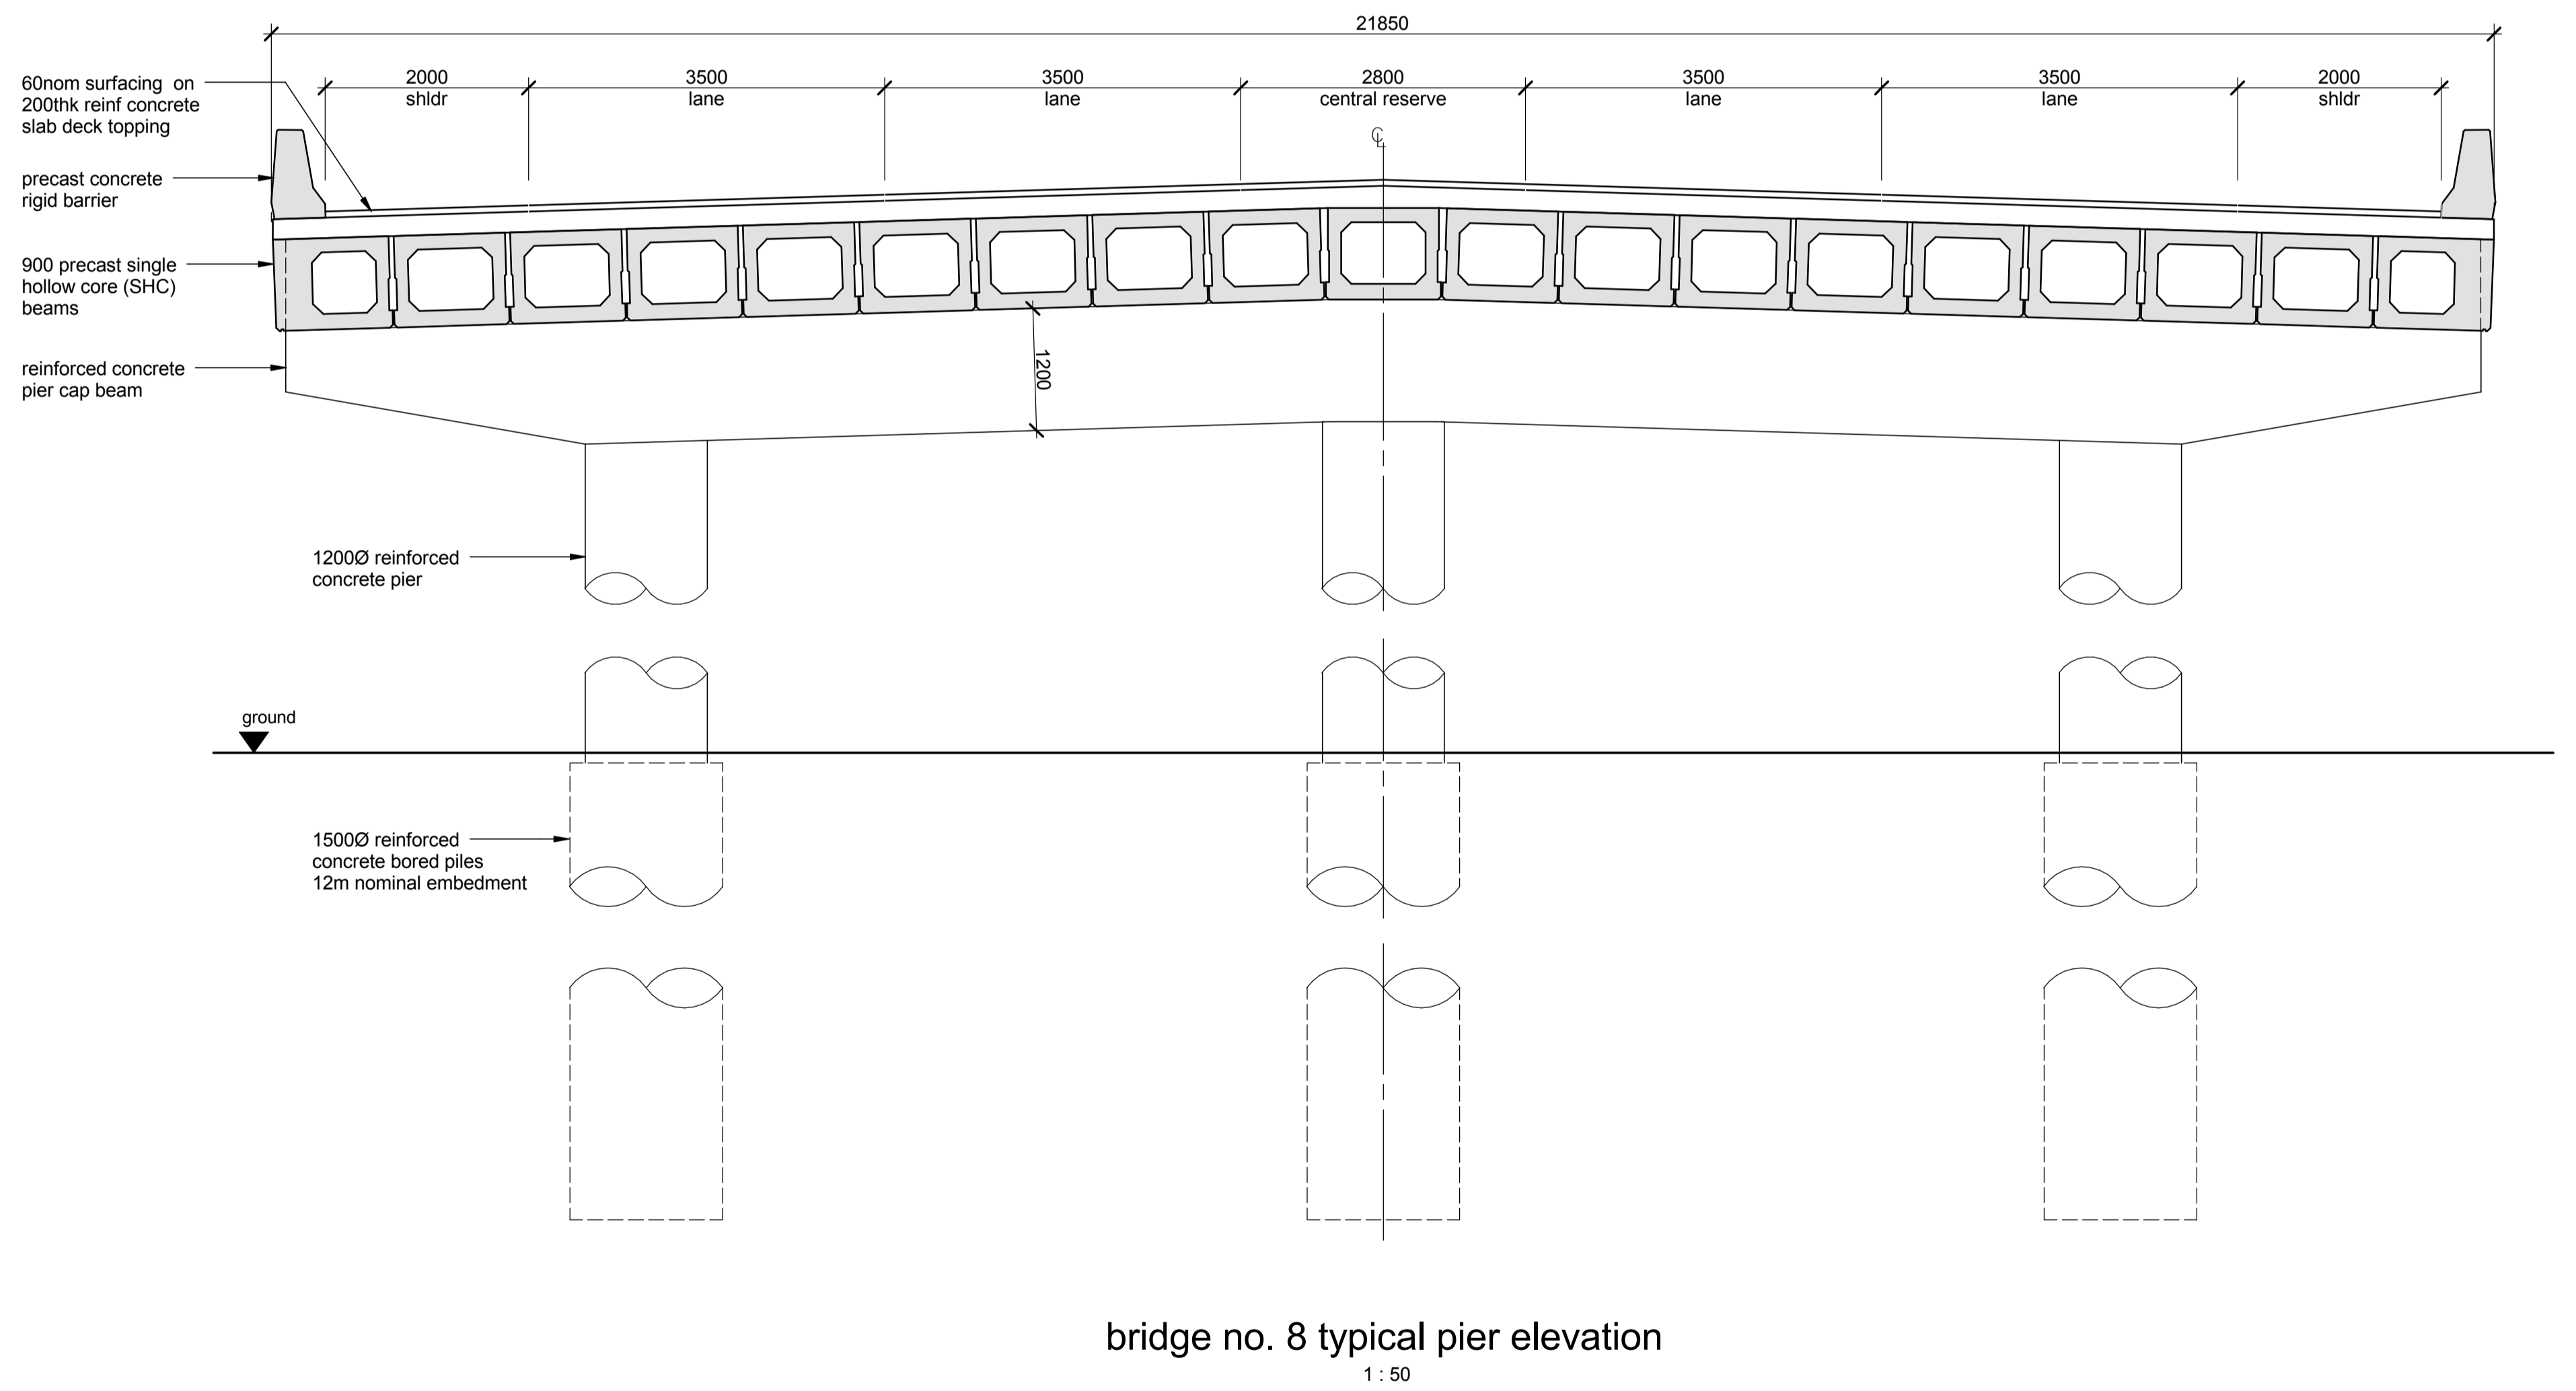 21850
2000
shldr
3500
lane
3500
lane
2800
central reserve
3500
lane
3500
lane
2000
shldr
60nom surfacing on
200thk reinf concrete
slab deck topping
℄
precast concrete
rigid barrier
900 precast single
hollow core (SHC)
beams
1200
reinforced concrete
pier cap beam
1200Ø reinforced
concrete pier
ground
1500Ø reinforced
concrete bored piles
12m nominal embedment
bridge no. 8 typical pier elevation
1 : 50